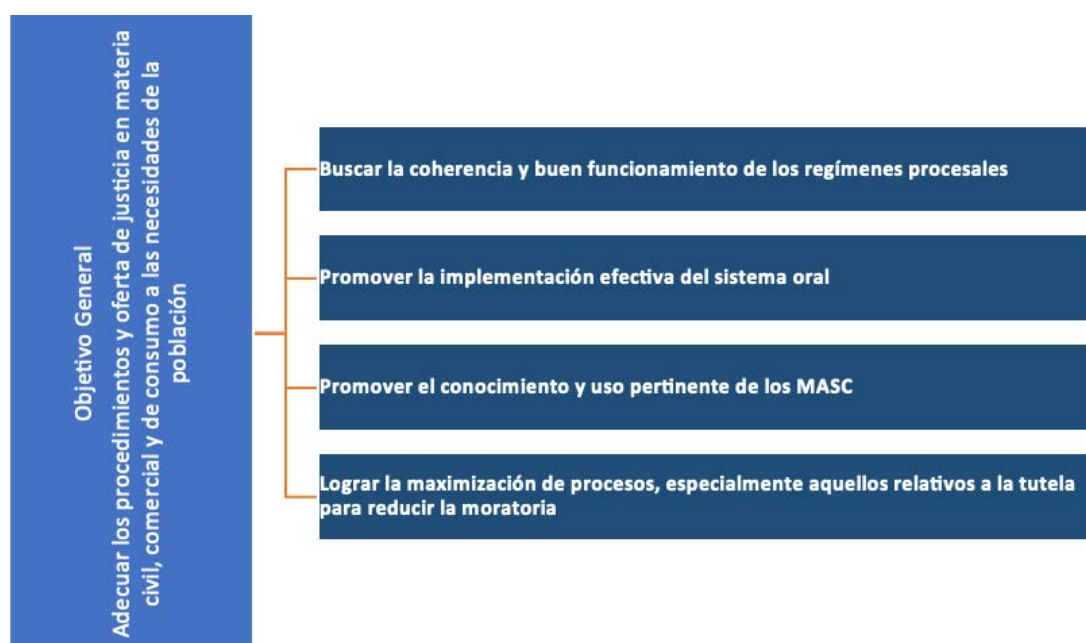 Objetivo General
Adecuar los procedimientos y oferta de justicia en materia
civil, comercial y de consumo a las necesidades de la
población
Buscar la coherencia y buen funcionamiento de los regímenes procesales
Promover la implementación efectiva del sistema oral
Promover el conocimiento y uso pertinente de los MASC
Lograr la maximización de procesos, especialmente aquellos relativos a la tutela
para reducir la moratoria